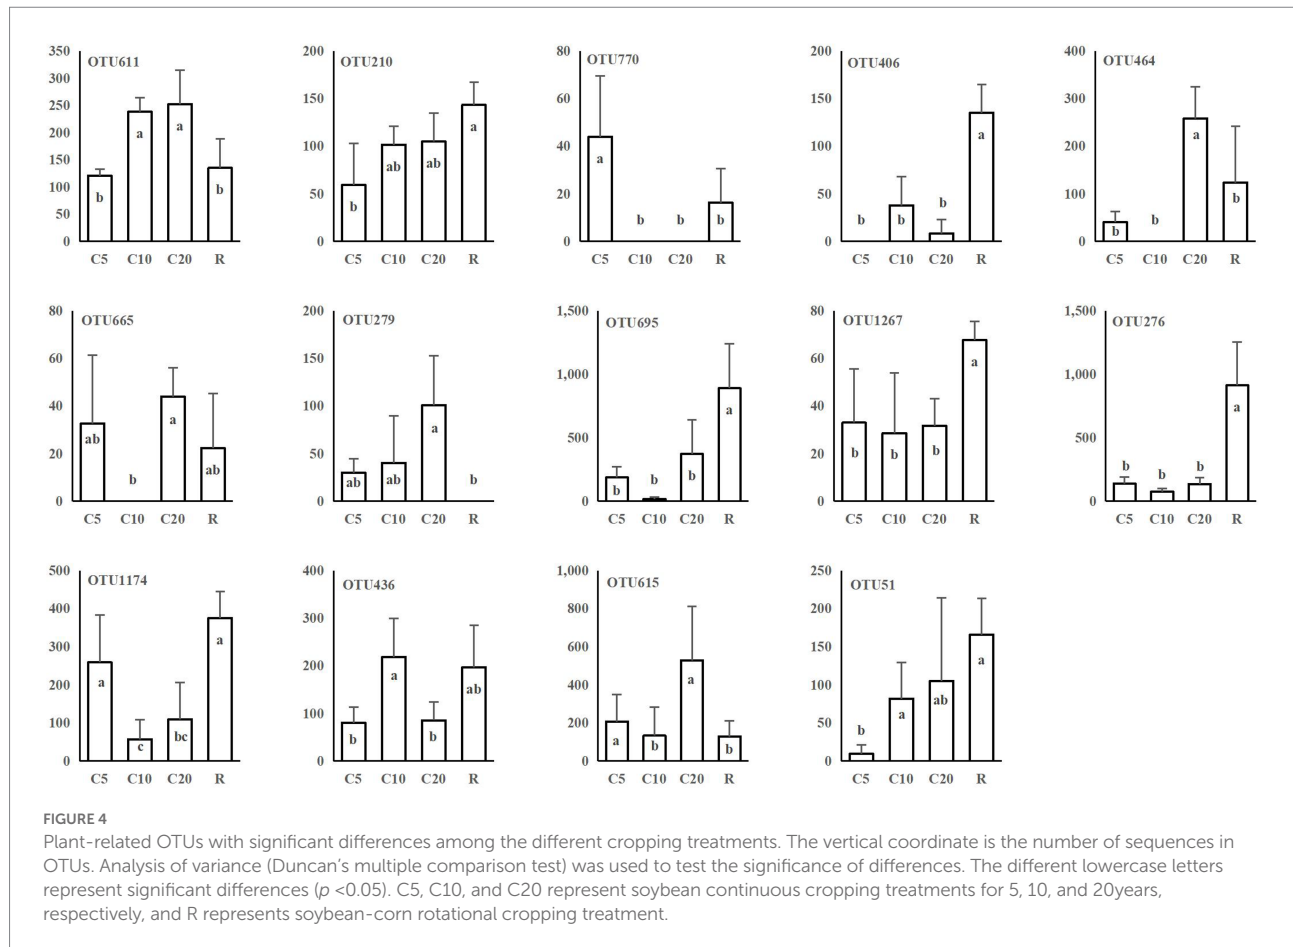 OTU611
350
300
250
200
150
100
50
0
b
a
a
b
C5 C10 C20 R
OTU210
200
150
100
50
0
b
ab
ab
a
C5 C10 C20 R
OTU770
80
60
40
20
0
a
b
b
b
C5 C10 C20 R
OTU406
200
150
100
50
0
b
b
b
a
C5 C10 C20 R
OTU464
400
300
200
100
0
b
b
a
b
C5 C10 C20 R
OTU665
80
60
40
20
0
ab
b
a
ab
C5 C10 C20 R
OTU279
200
150
100
50
0
ab
ab
a
b
C5 C10 C20 R
OTU695
1,500
1,000
500
0
b
b
b
a
C5 C10 C20 R
OTU1267
80
60
40
20
0
b
b
b
a
C5 C10 C20 R
OTU276
1,500
1,000
500
0
b
b
b
a
C5 C10 C20 R
OTU1174
500
400
300
200
100
0
a
c
bc
a
C5 C10 C20 R
OTU436
400
300
200
100
0
b
a
b
ab
C5 C10 C20 R
OTU615
1,000
800
600
400
200
0
a
b
a
b
C5 C10 C20 R
OTU51
250
200
150
100
50
0
b
a
ab
a
C5 C10 C20 R
FIGURE 4
Plant-related OTUs with significant differences among the different cropping treatments. The vertical coordinate is the number of sequences in
OTUs. Analysis of variance (Duncan's multiple comparison test) was used to test the significance of differences. The different lowercase letters
represent significant differences (p <0.05). C5, C10, and C20 represent soybean continuous cropping treatments for 5, 10, and 20years,
respectively, and R represents soybean-corn rotational cropping treatment.